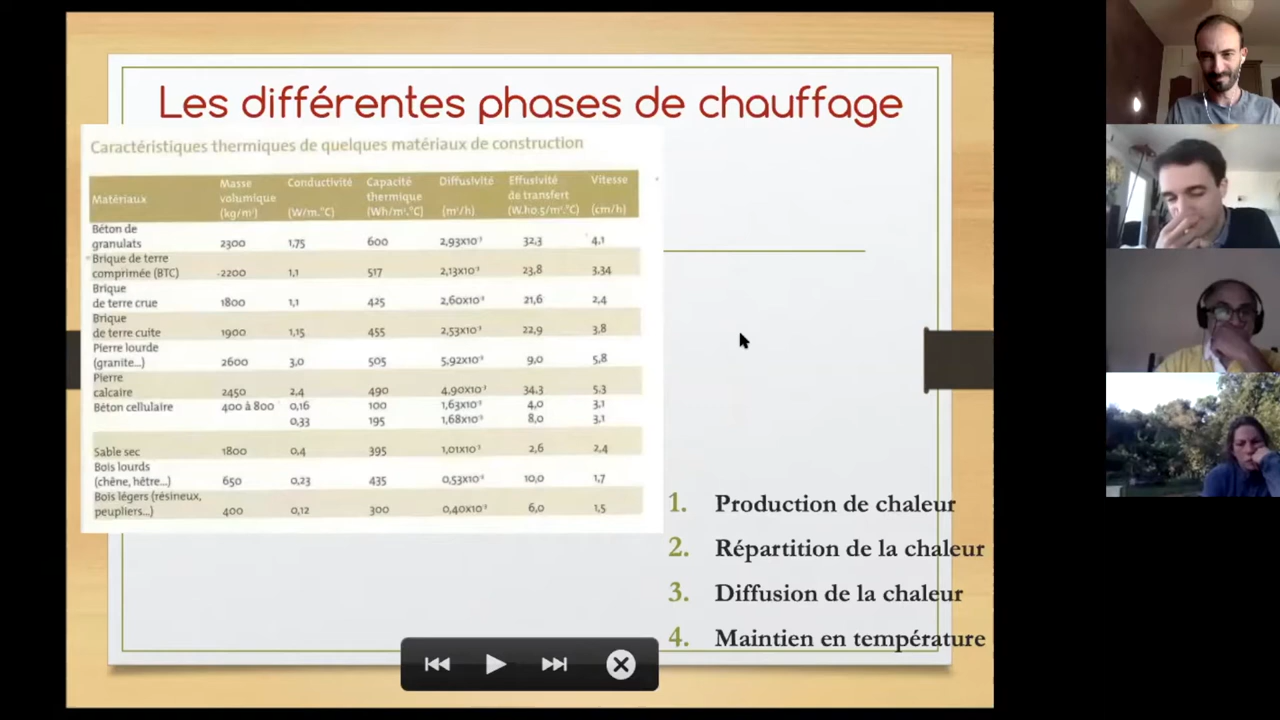 Les différentes phases de chauffage
Caractéristiques thermiques de quelques matériaux de construction
Matériaux
Masse volumique (kg/m³)
Conductivité (W/m.°C)
Capacité thermique (Wh/m³.°C)
Diffusivité (m²/h)
Effusivité de transfert (W.h0.5/m².°C)
Vitesse (cm/h)
Béton de granulats 2300 1,75 600 2,93x10⁻³ 32,3 4,1
Brique de terre comprimée (BTC) 2200 1,1 517 2,13x10⁻³ 23,8 3,34
Brique de terre crue 1800 1,1 425 2,60x10⁻³ 21,6 2,4
Brique de terre cuite 1900 1,15 455 2,53x10⁻³ 22,9 3,8
Pierre lourde (granite...) 2600 3,0 505 5,92x10⁻³ 9,0 5,8
Pierre calcaire 2450 2,4 490 4,90x10⁻³ 34,3 5,3
Béton cellulaire 400 à 800 0,16 100 1,63x10⁻³ 4,0 3,1
0,33 195 1,68x10⁻³ 8,0 3,1
Sable sec 1800 0,4 395 1,01x10⁻³ 2,6 2,4
Bois lourds (chêne, hêtre...) 650 0,23 435 0,53x10⁻³ 10,0 1,7
Bois légers (résineux, peupliers...) 400 0,12 300 0,40x10⁻³ 6,0 1,5
1. Production de chaleur
2. Répartition de la chaleur
3. Diffusion de la chaleur
4. Maintien en température